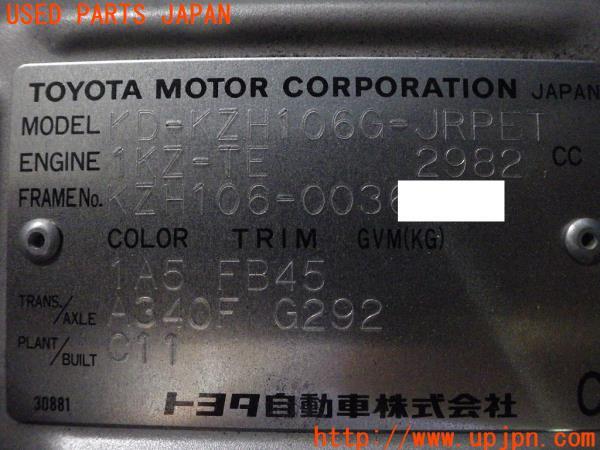 USED PARTS JAPAN
TOYOTA MOTOR CORPORATION JAPAN
MODEL KD-KZH106G-JRPET
ENGINE 1KZ-TE 2982 CC
FRAME No. KZH106-0036
COLOR TRIM GVM(KG)
1A5 FB45
TRANS./AXLE A340F G292
PLANT/BUILT C11
30881 トヨタ自動車株式会社 C
UPJ http://www.upjpn.com